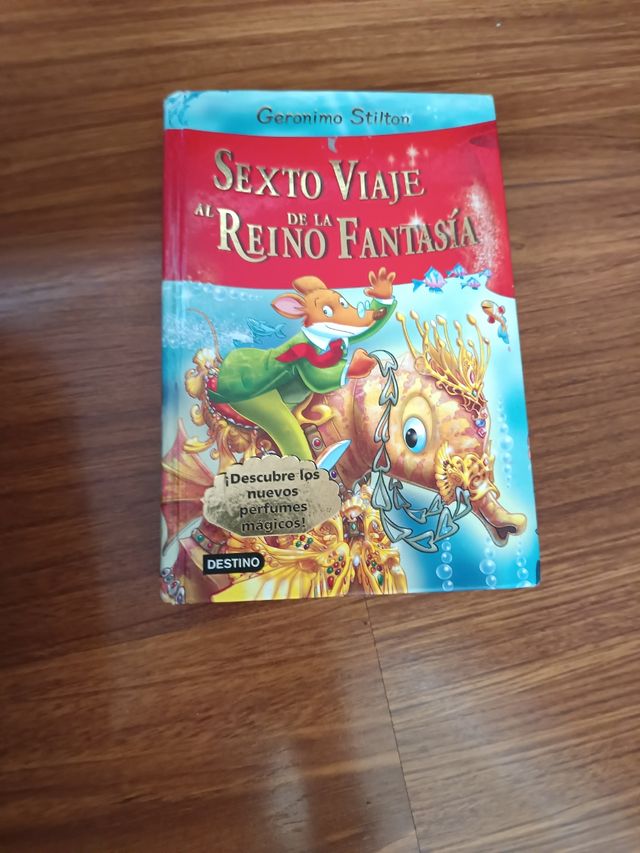 Geronimo Stilton
SEXTO VIAJE
AL REINO DE LA FANTASÍA
¡Descubre los
nuevos
perfumes
mágicos!
DESTINO